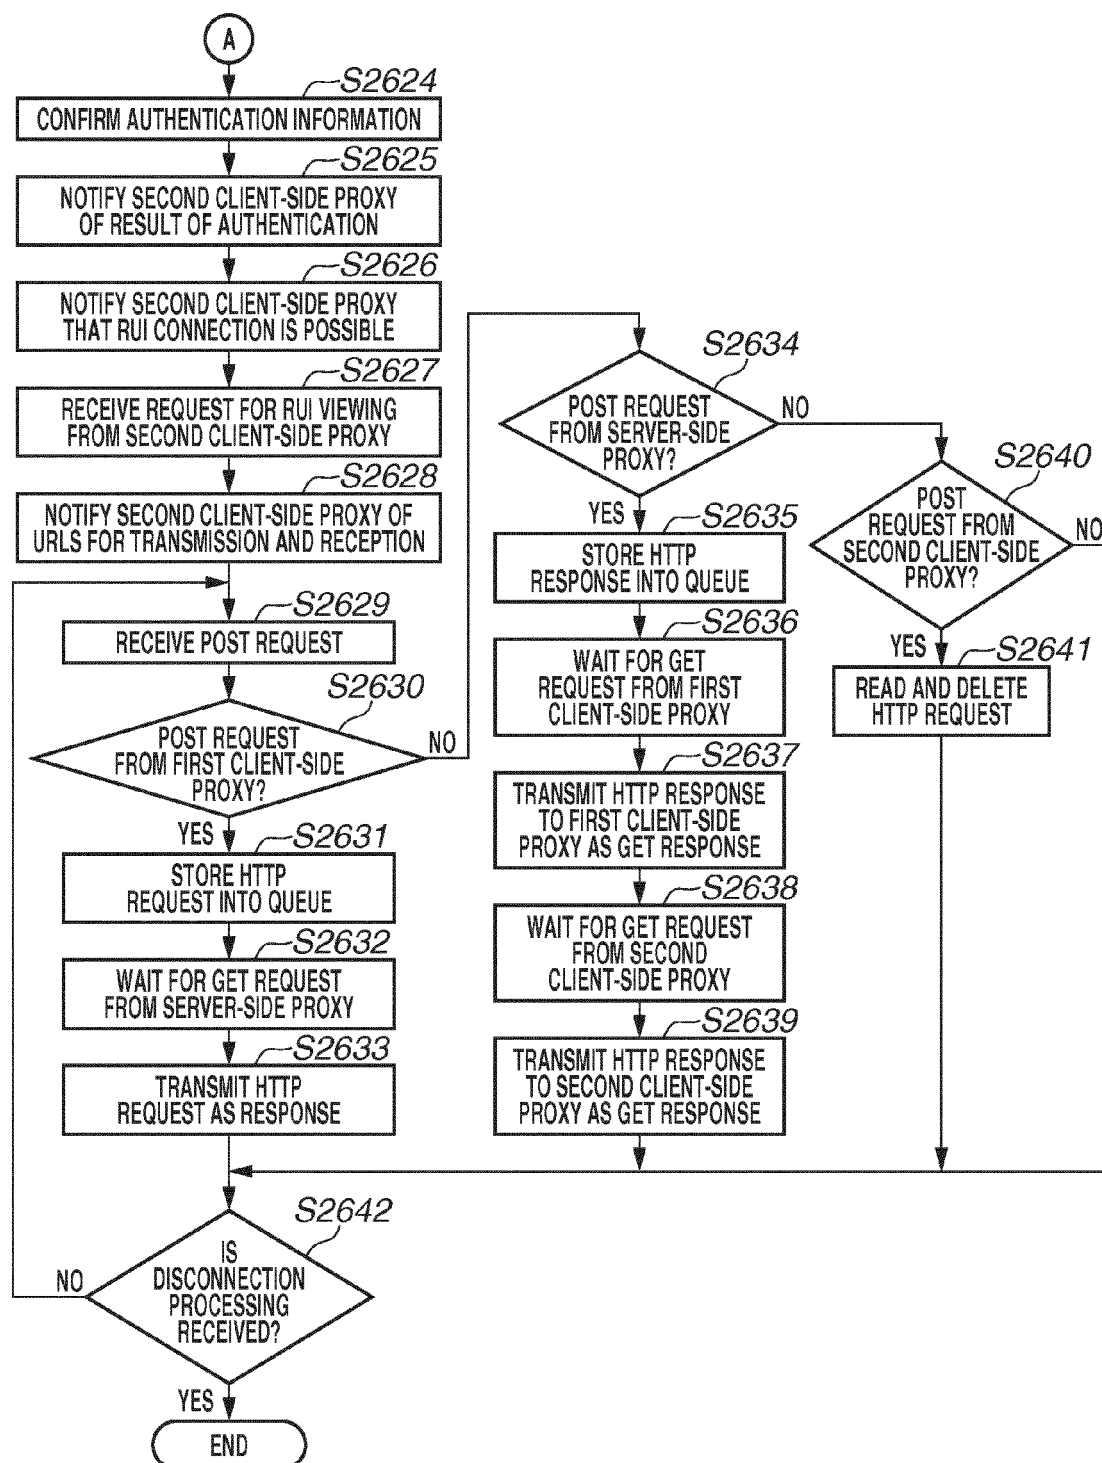 A
S2624
CONFIRM AUTHENTICATION INFORMATION
S2625
NOTIFY SECOND CLIENT-SIDE PROXY
OF RESULT OF AUTHENTICATION
S2626
NOTIFY SECOND CLIENT-SIDE PROXY
THAT RUI CONNECTION IS POSSIBLE
S2627
RECEIVE REQUEST FOR RUI VIEWING
FROM SECOND CLIENT-SIDE PROXY
S2628
NOTIFY SECOND CLIENT-SIDE PROXY OF
URLS FOR TRANSMISSION AND RECEPTION
S2629
RECEIVE POST REQUEST
S2630
POST REQUEST
FROM FIRST CLIENT-SIDE
PROXY?
NO
YES
S2631
STORE HTTP
REQUEST INTO QUEUE
S2632
WAIT FOR GET REQUEST
FROM SERVER-SIDE PROXY
S2633
TRANSMIT HTTP
REQUEST AS RESPONSE
S2634
POST REQUEST
FROM SERVER-SIDE
PROXY?
NO
YES
S2635
STORE HTTP
RESPONSE INTO QUEUE
S2636
WAIT FOR GET
REQUEST FROM FIRST
CLIENT-SIDE PROXY
S2637
TRANSMIT HTTP RESPONSE
TO FIRST CLIENT-SIDE
PROXY AS GET RESPONSE
S2638
WAIT FOR GET REQUEST
FROM SECOND
CLIENT-SIDE PROXY
S2639
TRANSMIT HTTP RESPONSE
TO SECOND CLIENT-SIDE
PROXY AS GET RESPONSE
S2640
POST
REQUEST FROM
SECOND CLIENT-SIDE
PROXY?
NO
YES
S2641
READ AND DELETE
HTTP REQUEST
S2642
IS
DISCONNECTION
PROCESSING
RECEIVED?
NO
YES
END